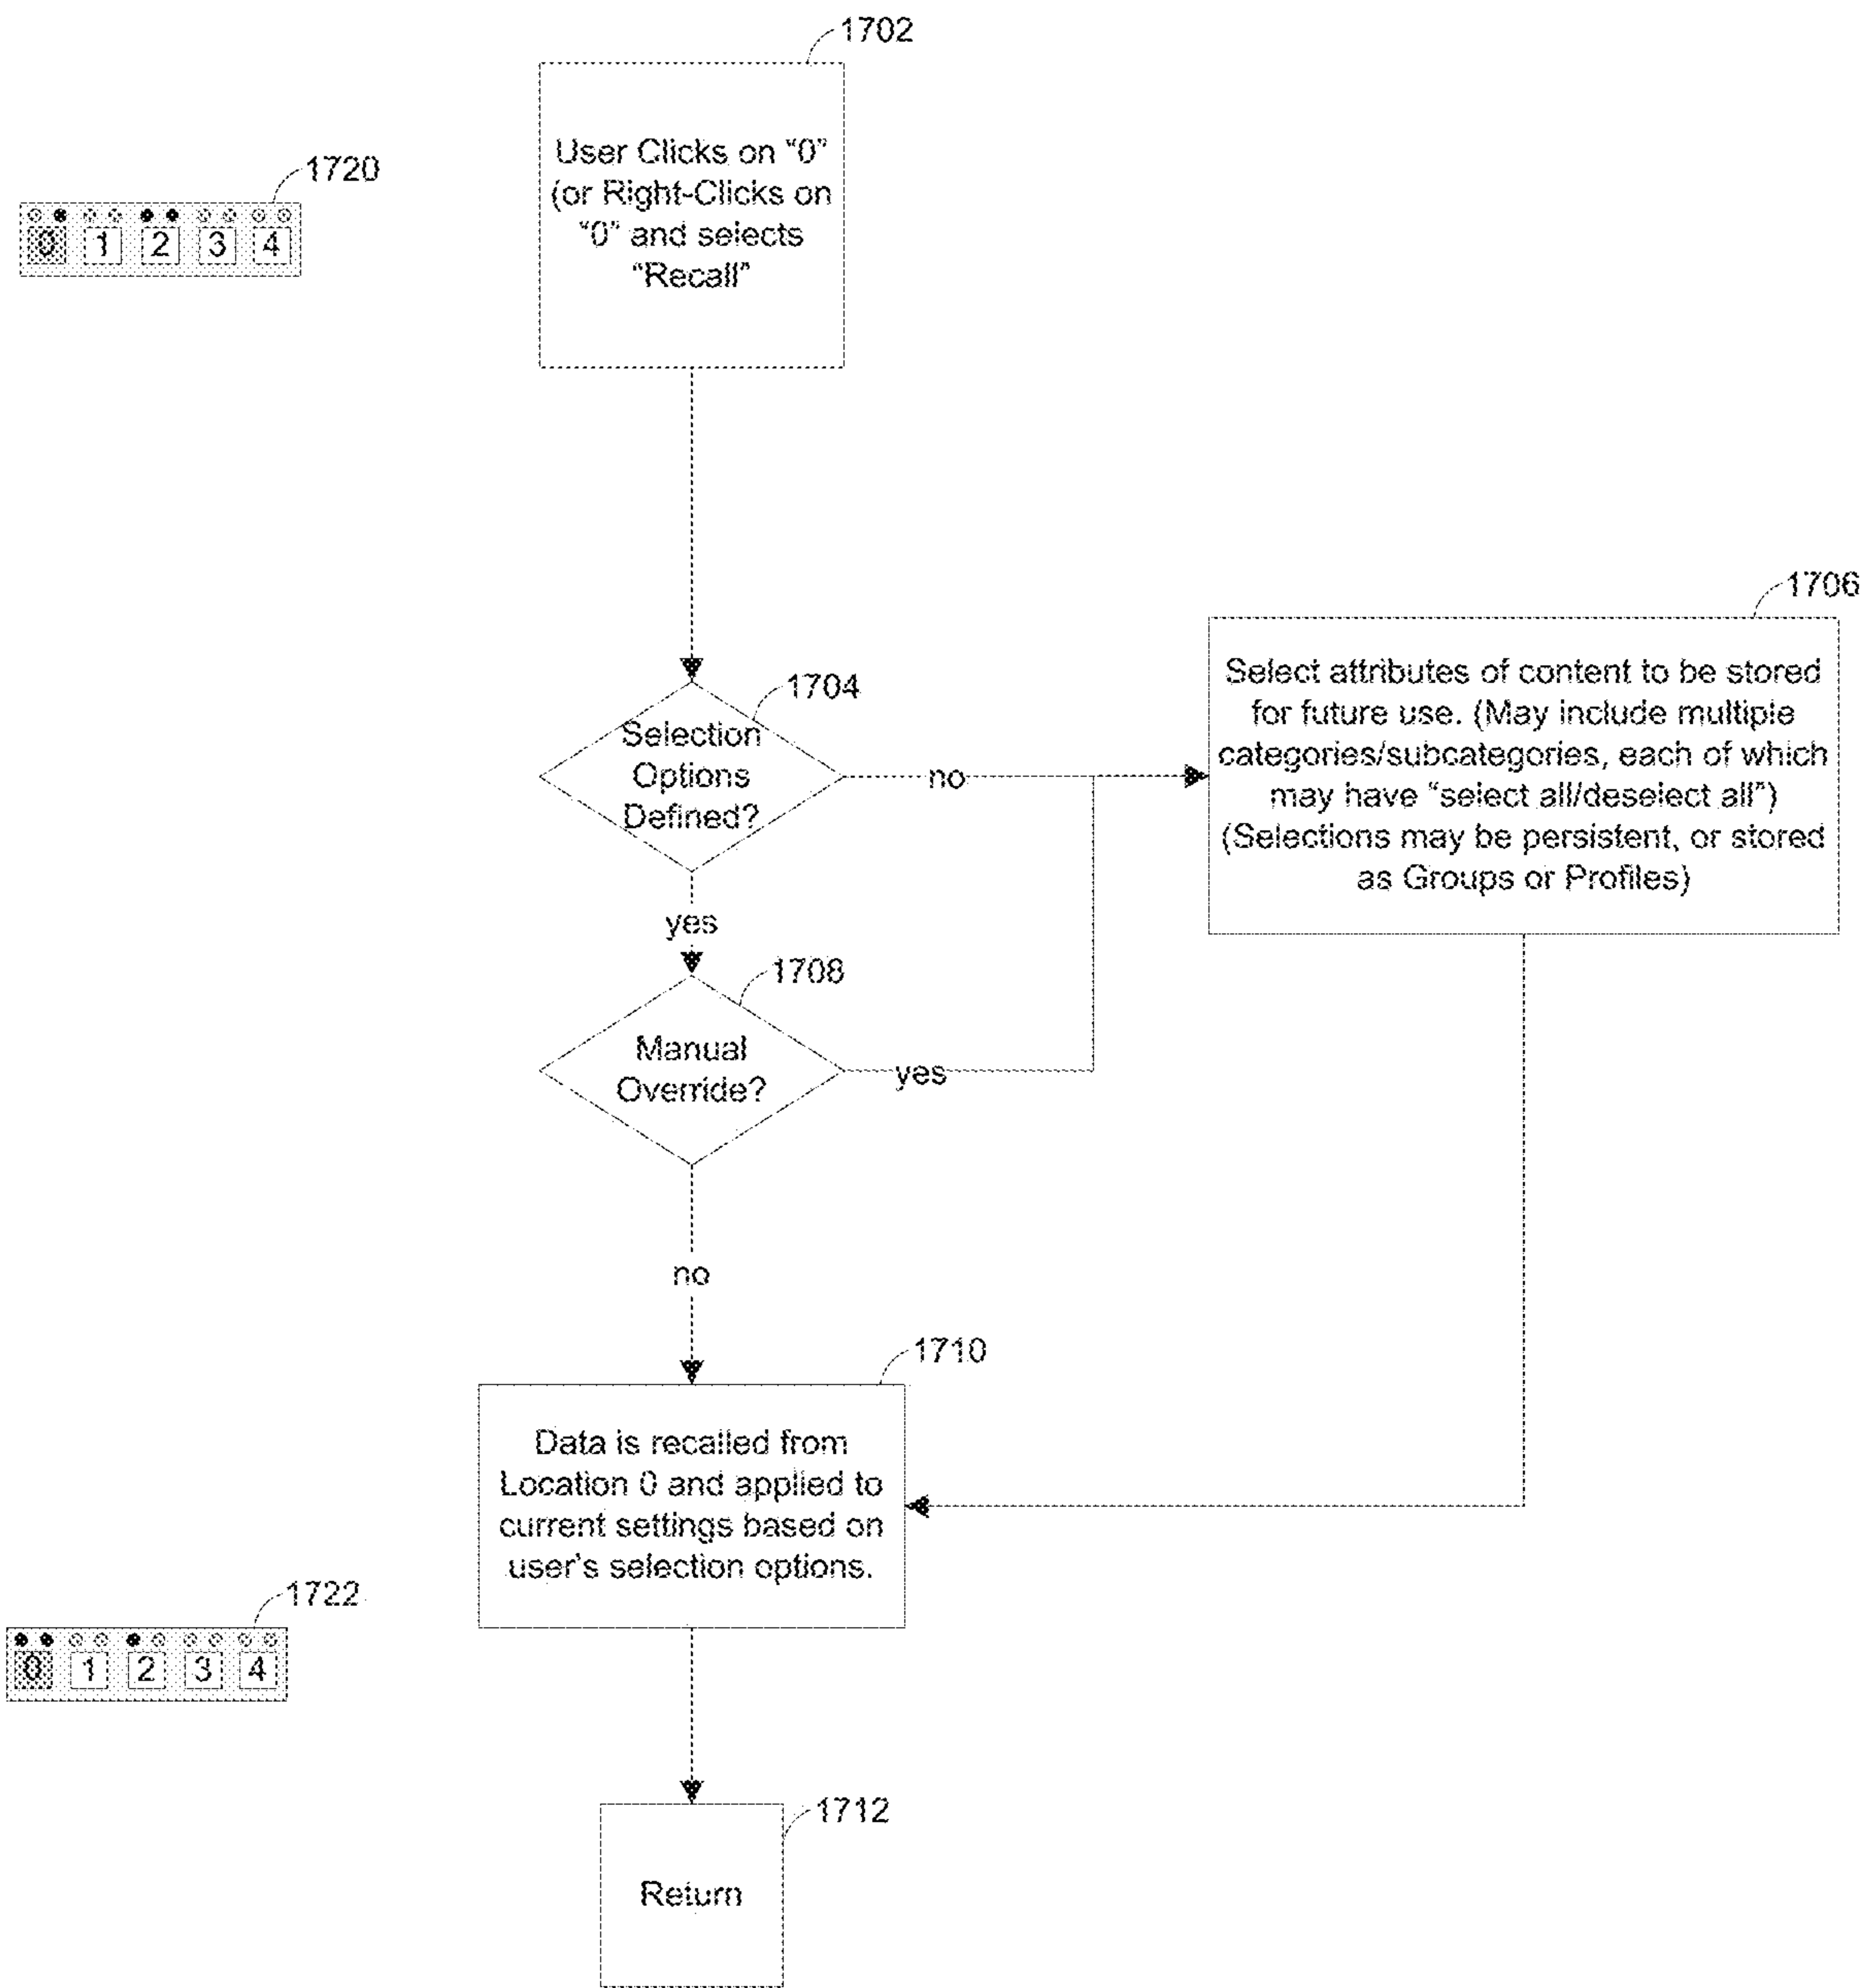 1702
User Clicks on “0”
(or Right-Clicks on
“0” and selects
“Recall”
1720
0 1 2 3 4
1704
Selection
Options
Defined?
no
yes
1706
Select attributes of content to be stored
for future use. (May include multiple
categories/subcategories, each of which
may have “select all/deselect all”)
(Selections may be persistent, or stored
as Groups or Profiles)
1708
Manual
Override?
yes
no
1710
Data is recalled from
Location 0 and applied to
current settings based on
user's selection options.
1722
0 1 2 3 4
1712
Return